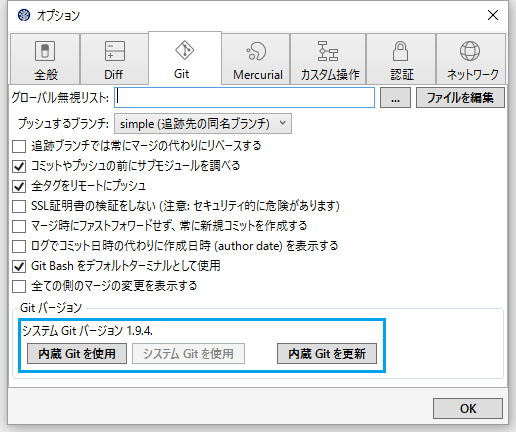 オプション
全般 Diff Git Mercurial カスタム操作 認証 ネットワーク
グローバル無視リスト: ... ファイルを編集
プッシュするブランチ: simple (追跡先の同名ブランチ)
追跡ブランチでは常にマージの代わりにリベースする
コミットやプッシュの前にサブモジュールを調べる
全タグをリモートにプッシュ
SSL証明書の検証をしない (注意: セキュリティ的に危険があります)
マージ時にファストフォワードせず、常に新規コミットを作成する
ログでコミット日時の代わりに作成日時 (author date) を表示する
Git Bash をデフォルトターミナルとして使用
全ての側のマージの変更を表示する
Git バージョン
システム Git バージョン 1.9.4.
内蔵 Git を使用 システム Git を使用 内蔵 Git を更新
OK